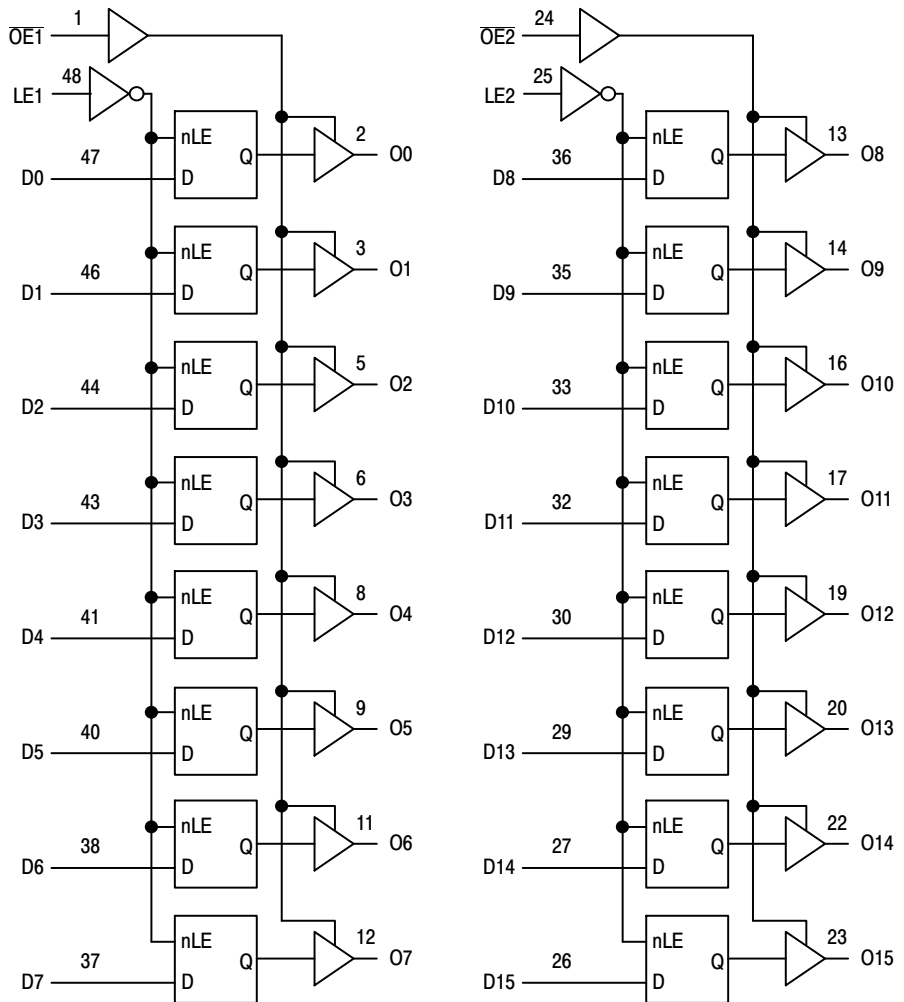 OE1 1
LE1 48
nLE
Q
D
D0 47
2 O0
nLE
Q
D
D1 46
3 O1
nLE
Q
D
D2 44
5 O2
nLE
Q
D
D3 43
6 O3
nLE
Q
D
D4 41
8 O4
nLE
Q
D
D5 40
9 O5
nLE
Q
D
D6 38
11 O6
nLE
Q
D
D7 37
12 O7
OE2 24
LE2 25
nLE
Q
D
D8 36
13 O8
nLE
Q
D
D9 35
14 O9
nLE
Q
D
D10 33
16 O10
nLE
Q
D
D11 32
17 O11
nLE
Q
D
D12 30
19 O12
nLE
Q
D
D13 29
20 O13
nLE
Q
D
D14 27
22 O14
nLE
Q
D
D15 26
23 O15